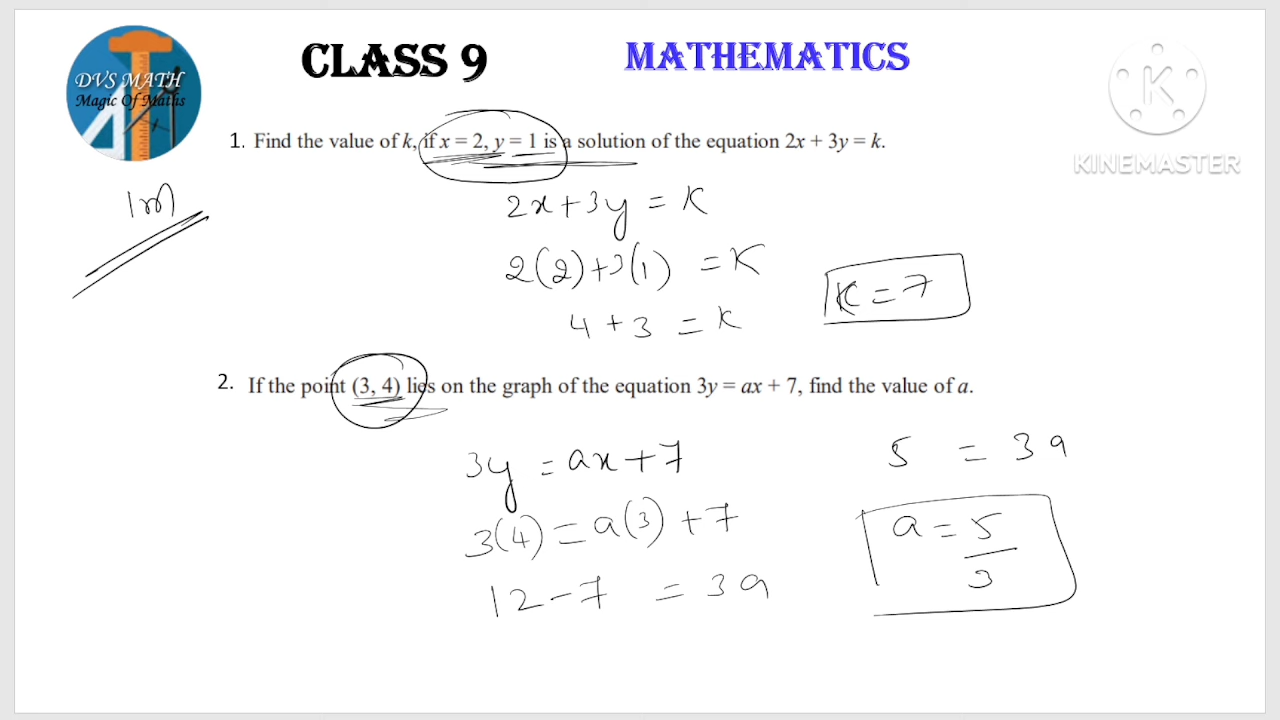 DVS MATH
Magic Of Maths
CLASS 9
MATHEMATICS
K
KINEMASTER
1. Find the value of k, if x = 2, y = 1 is a solution of the equation 2x + 3y = k.
1m
2x+3y = K
2(2)+3(1) = K
4 + 3 = K
K = 7
2. If the point (3, 4) lies on the graph of the equation 3y = ax + 7, find the value of a.
3y = ax + 7
3(4) = a(3) + 7
12 - 7 = 3a
5 = 3a
a = 5/3